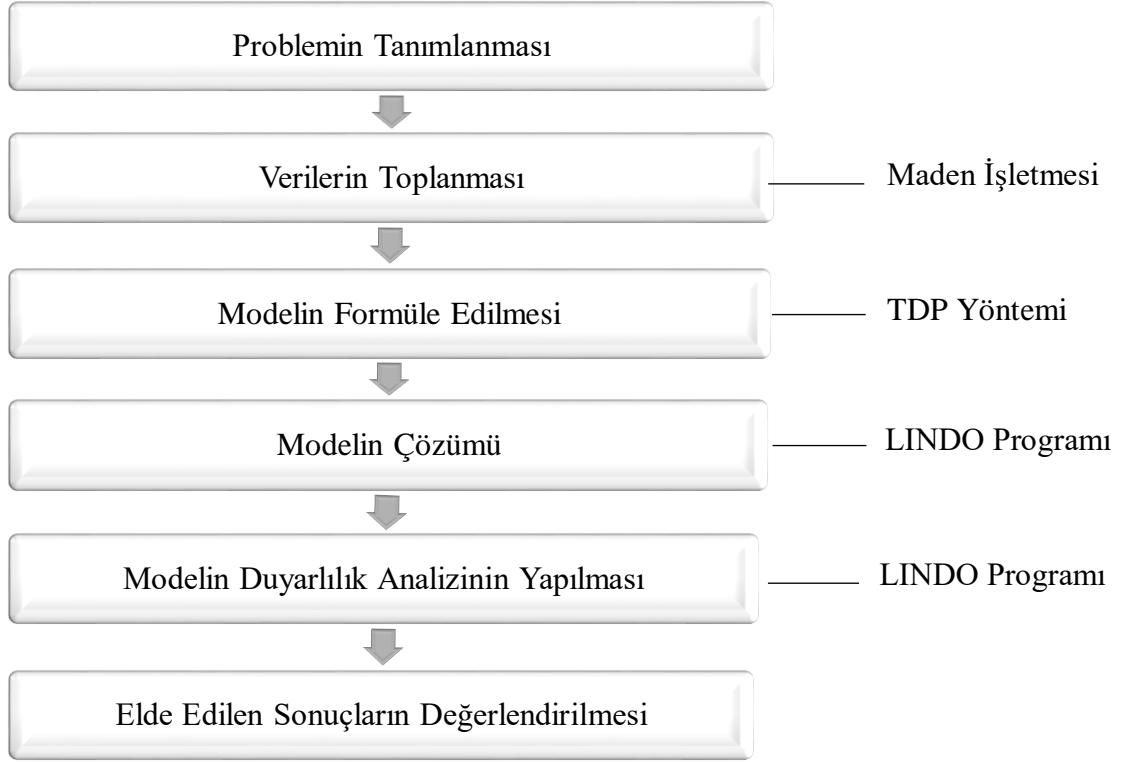 Problemin Tanımlanması
Verilerin Toplanması
Maden İşletmesi
Modelin Formüle Edilmesi
TDP Yöntemi
Modelin Çözümü
LINDO Programı
Modelin Duyarlılık Analizinin Yapılması
LINDO Programı
Elde Edilen Sonuçların Değerlendirilmesi